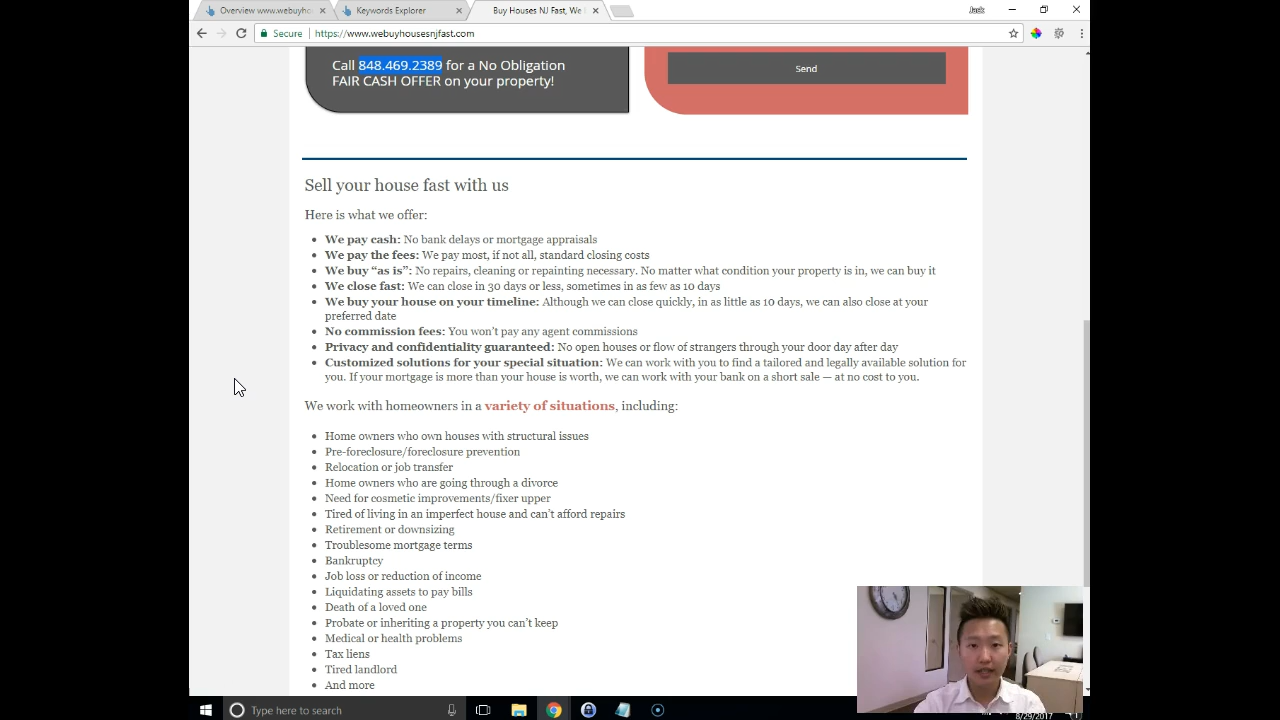 Overview www.webuyho
Keywords Explorer
Buy Houses NJ Fast, We
Jack
Secure
https://www.webuyhousesnjfast.com
Call 848.469.2389 for a No Obligation
FAIR CASH OFFER on your property!
Send
Sell your house fast with us
Here is what we offer:
We pay cash: No bank delays or mortgage appraisals
We pay the fees: We pay most, if not all, standard closing costs
We buy “as is”: No repairs, cleaning or repainting necessary. No matter what condition your property is in, we can buy it
We close fast: We can close in 30 days or less, sometimes in as few as 10 days
We buy your house on your timeline: Although we can close quickly, in as little as 10 days, we can also close at your
preferred date
No commission fees: You won’t pay any agent commissions
Privacy and confidentiality guaranteed: No open houses or flow of strangers through your door day after day
Customized solutions for your special situation: We can work with you to find a tailored and legally available solution for
you. If your mortgage is more than your house is worth, we can work with your bank on a short sale — at no cost to you.
We work with homeowners in a variety of situations, including:
Home owners who own houses with structural issues
Pre-foreclosure/foreclosure prevention
Relocation or job transfer
Home owners who are going through a divorce
Need for cosmetic improvements/fixer upper
Tired of living in an imperfect house and can’t afford repairs
Retirement or downsizing
Troublesome mortgage terms
Bankruptcy
Job loss or reduction of income
Liquidating assets to pay bills
Death of a loved one
Probate or inheriting a property you can’t keep
Medical or health problems
Tax liens
Tired landlord
And more
Type here to search
8/29/2017